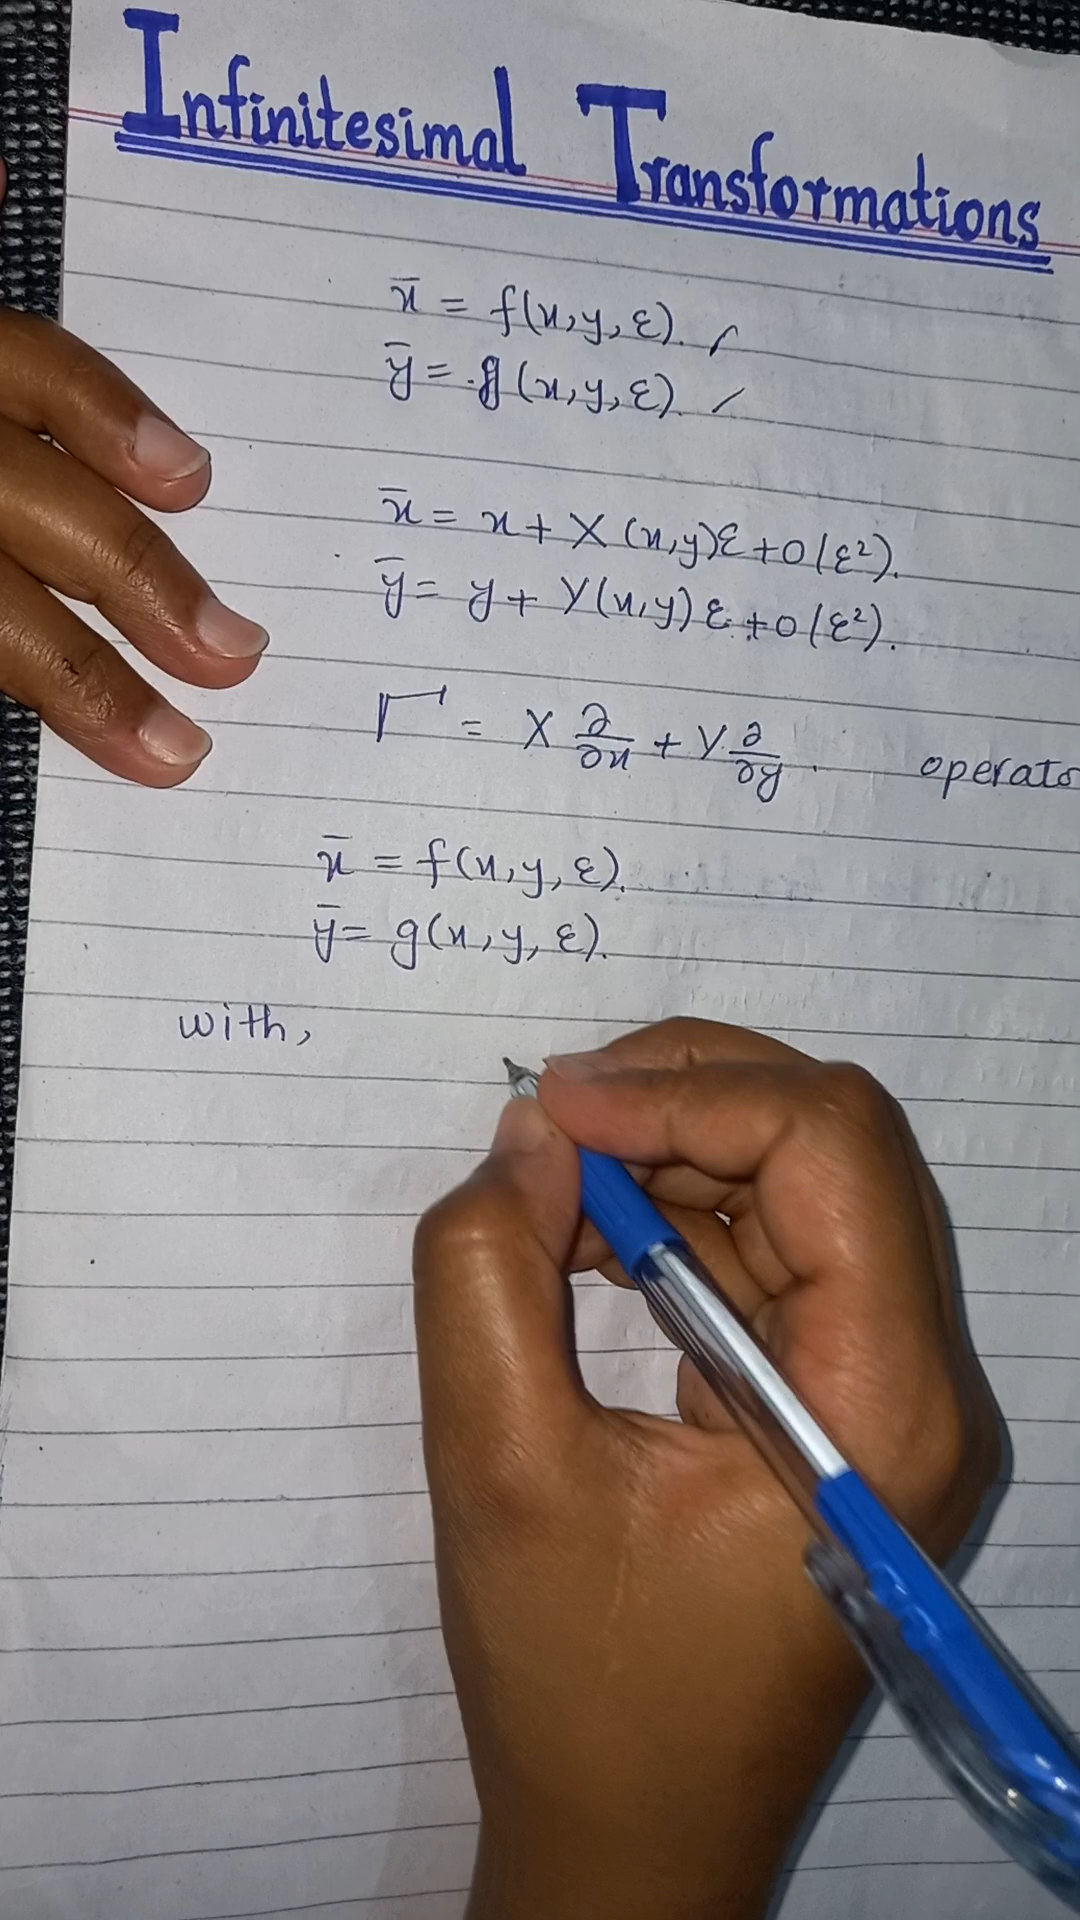 Infinitesimal Transformations
x̄ = f(x, y, ε).
ȳ = g(x, y, ε).
x̄ = x + X(x, y)ε + O(ε²).
ȳ = y + Y(x, y)ε + O(ε²).
Γ = X ∂/∂x + Y ∂/∂y. operato
x̄ = f(x, y, ε).
ȳ = g(x, y, ε).
with,